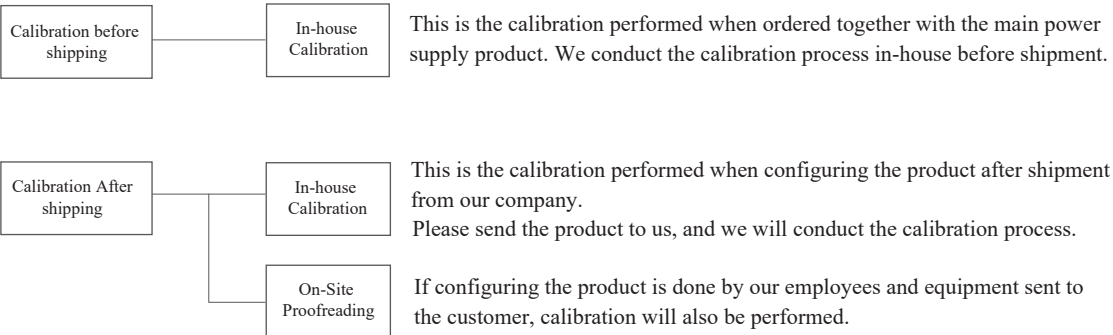 Calibration before
shipping
In-house
Calibration
This is the calibration performed when ordered together with the main power
supply product. We conduct the calibration process in-house before shipment.
Calibration After
shipping
In-house
Calibration
This is the calibration performed when configuring the product after shipment
from our company.
Please send the product to us, and we will conduct the calibration process.
On-Site
Proofreading
If configuring the product is done by our employees and equipment sent to
the customer, calibration will also be performed.